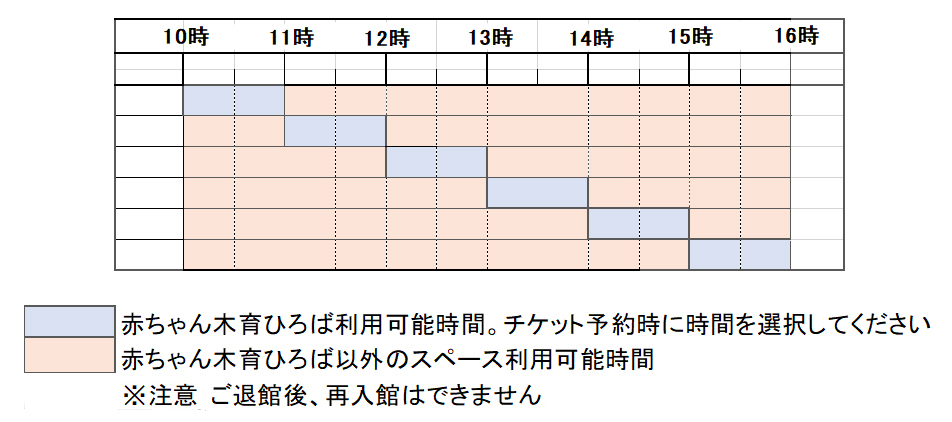 10時 11時 12時 13時 14時 15時 16時
赤ちゃん木育ひろば利用可能時間。チケット予約時に時間を選択してください
赤ちゃん木育ひろば以外のスペース利用可能時間
※注意 ご退館後、再入館はできません